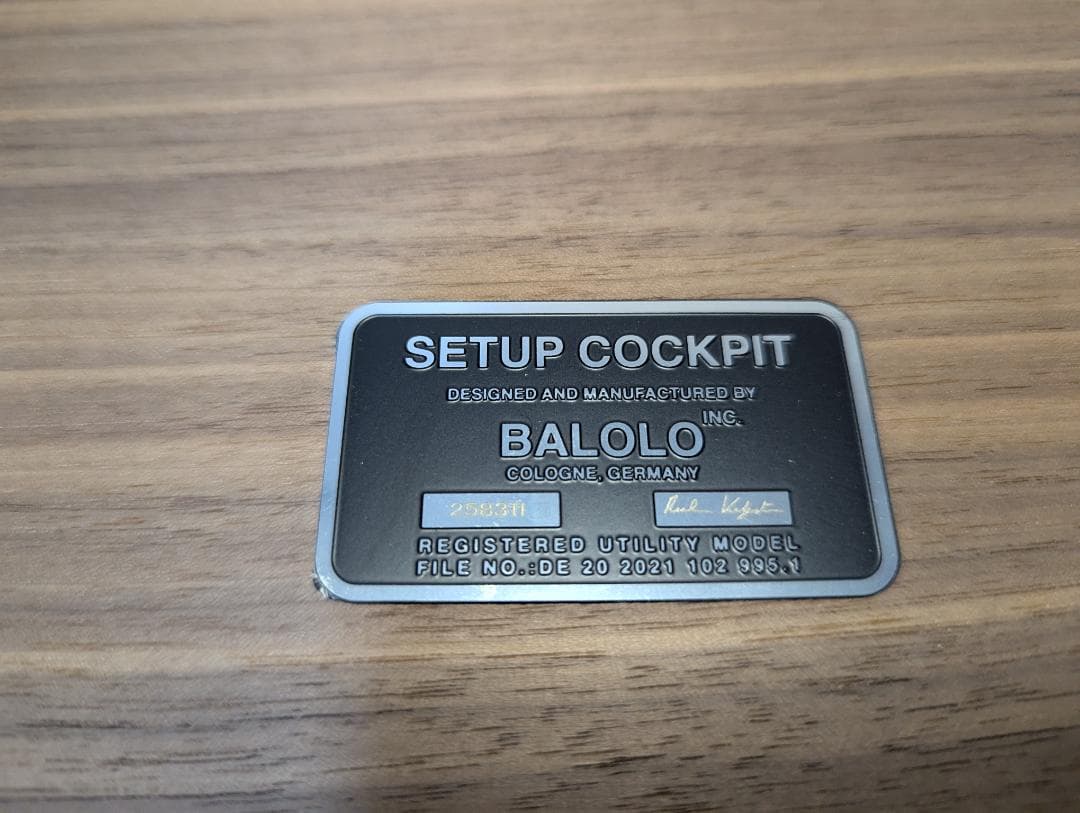 SETUP COCKPIT
DESIGNED AND MANUFACTURED BY
BALOLO INC.
COLOGNE, GERMANY
REGISTERED UTILITY MODEL
FILE NO.:DE 20 2021 102 995.1